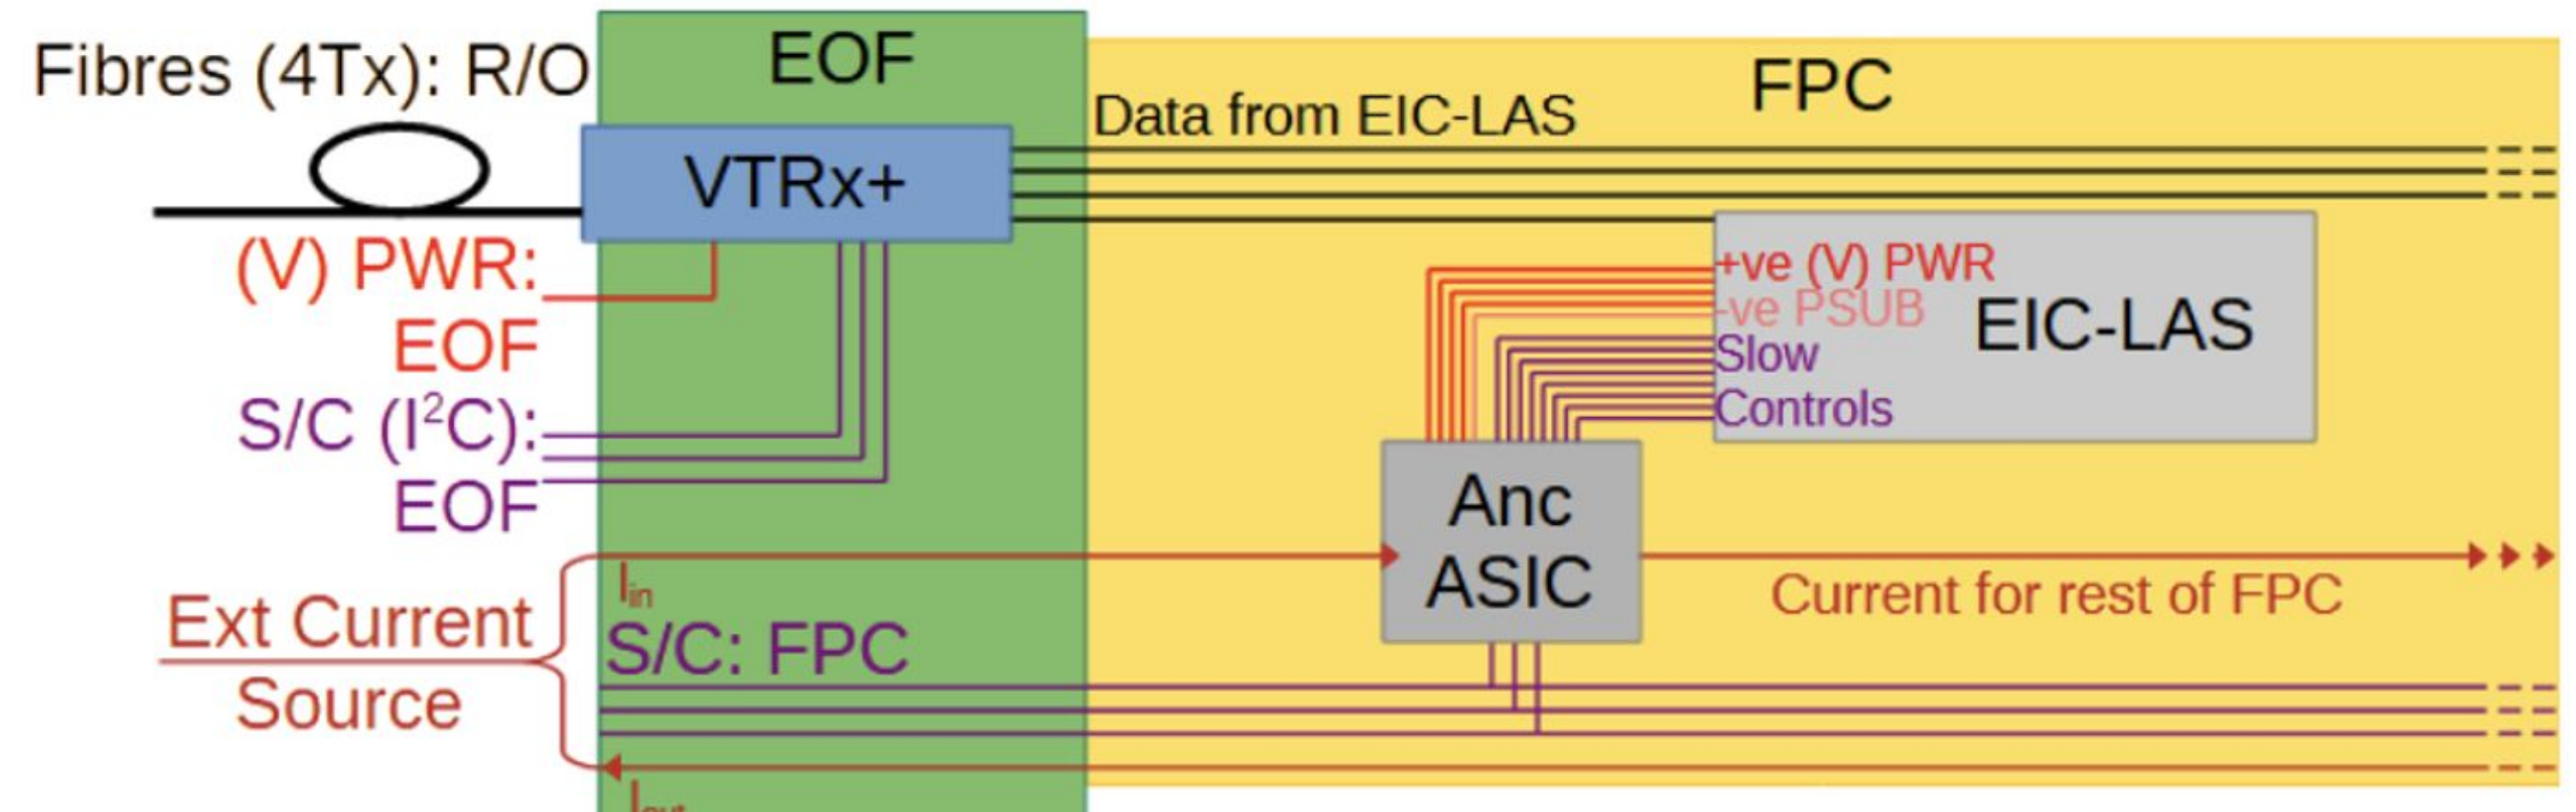 Fibres (4Tx): R/O
EOF
FPC
Data from EIC-LAS
VTRx+
(V) PWR:
EOF
+ve (V) PWR
-ve PSUB
EIC-LAS
Slow
Controls
S/C (I²C):
EOF
Anc
ASIC
Iin
Current for rest of FPC
Ext Current
Source
S/C: FPC
Iout